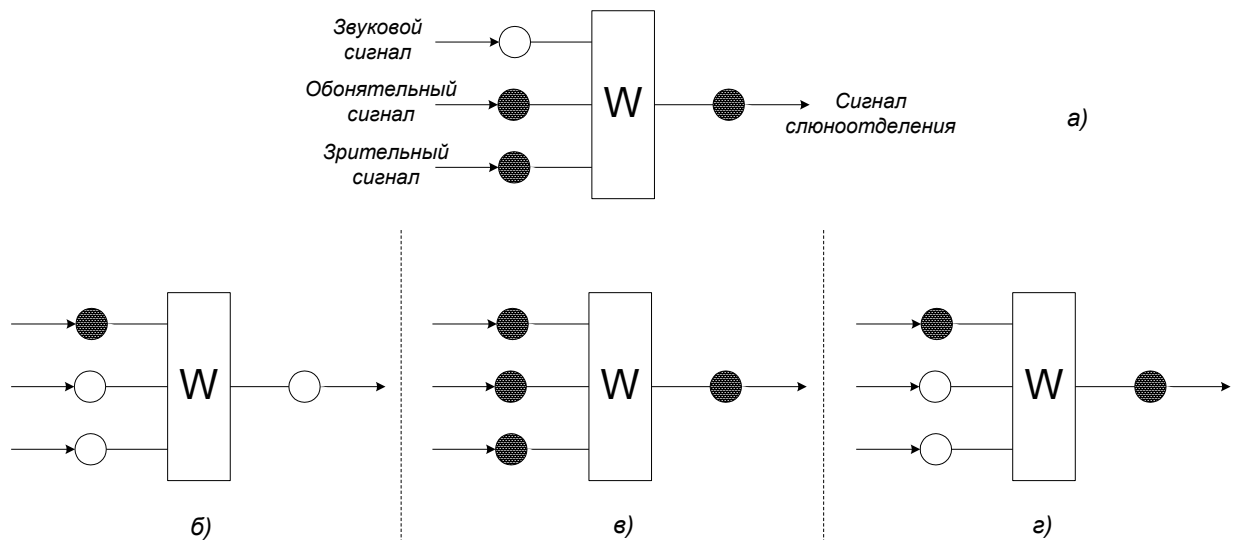 Звуковой
сигнал
Обонятельный
сигнал
Зрительный
сигнал
W
Сигнал
слюноотделения
а)
W
W
W
б)
в)
г)